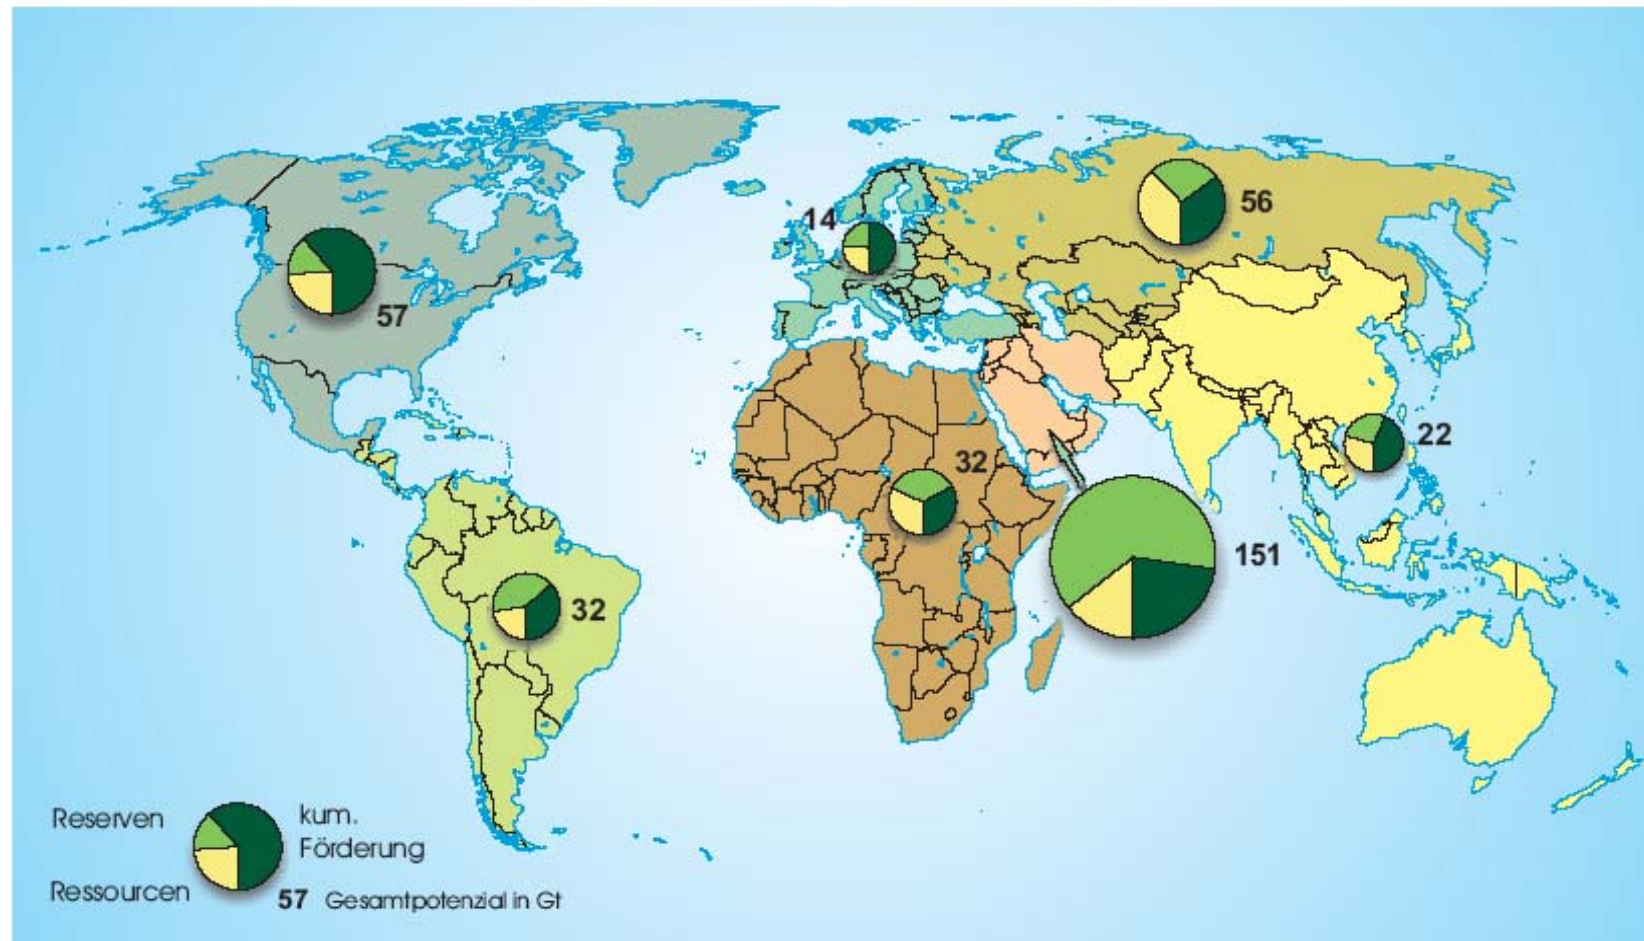 56
14
57
22
32
151
32
Reserven
kum.
Förderung
Ressourcen
57 Gesamtpotenzial in Gt